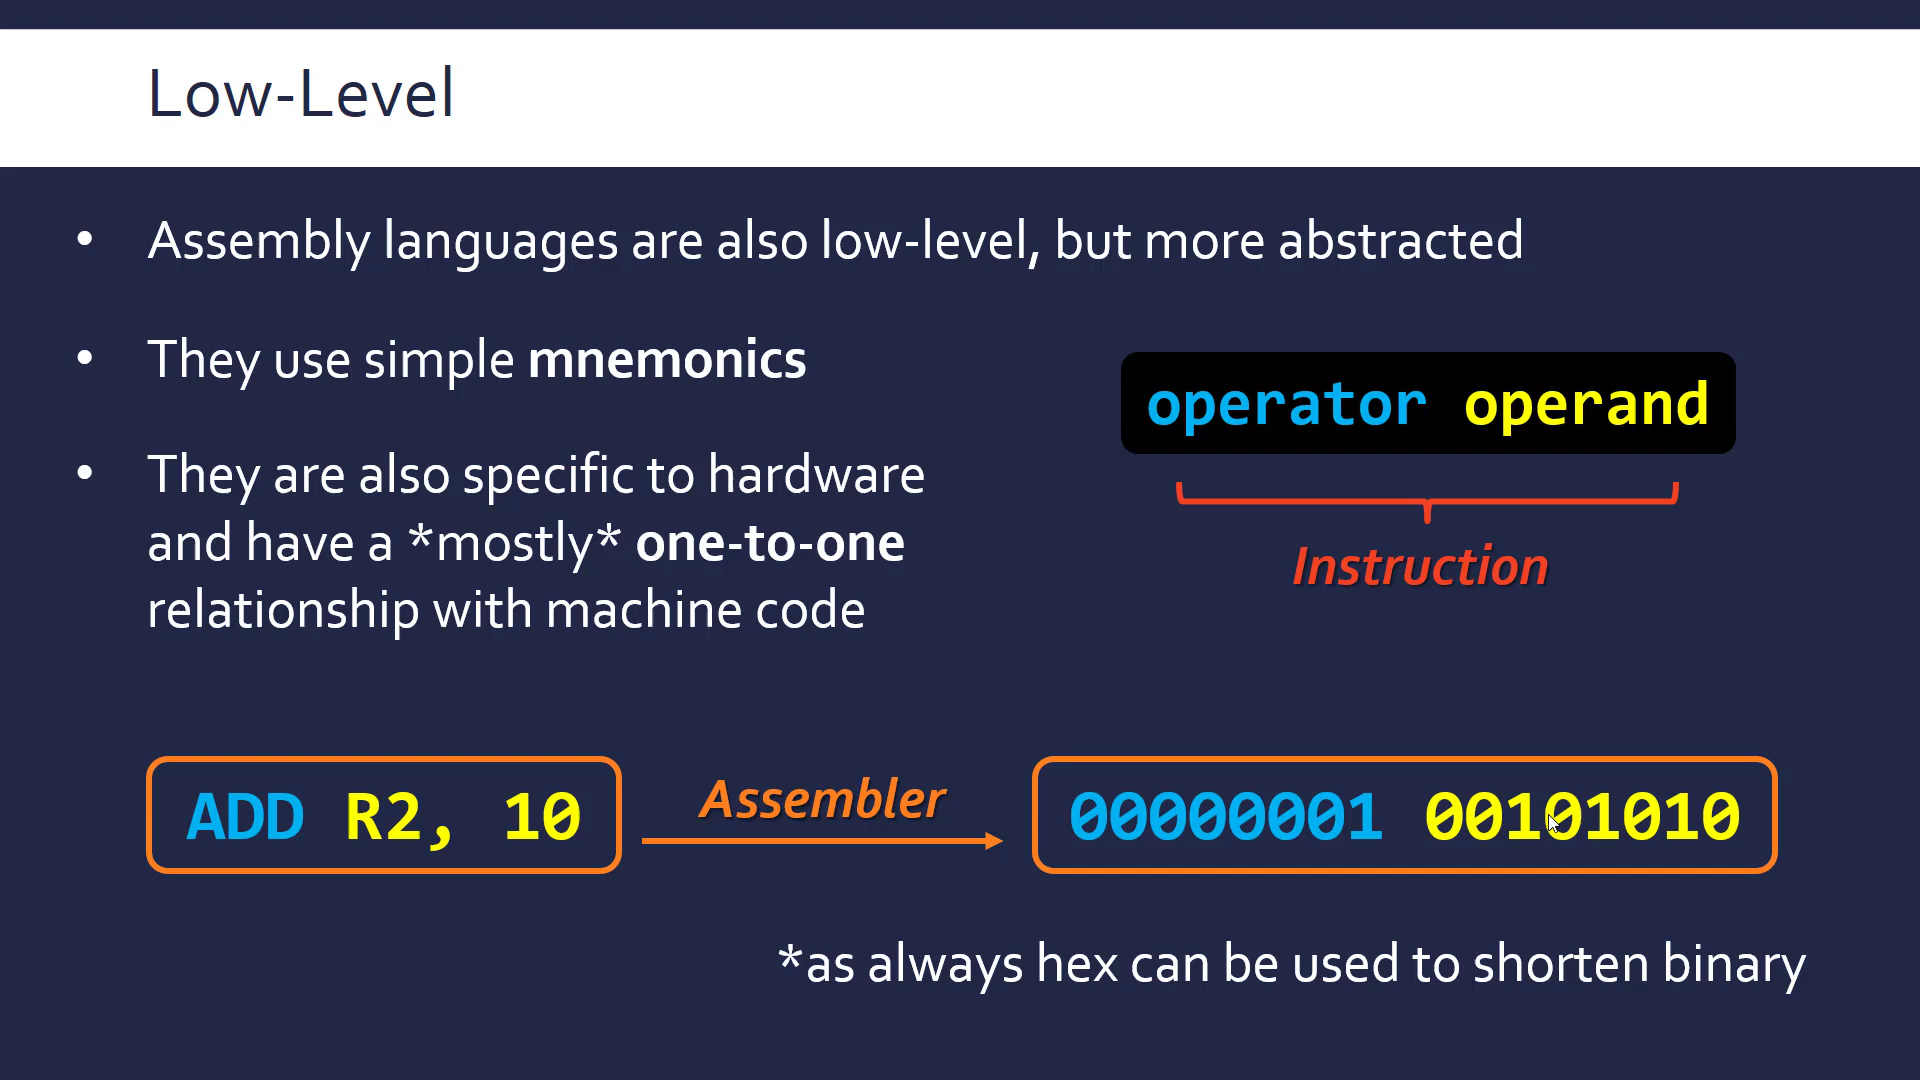 Low-Level
• Assembly languages are also low-level, but more abstracted
• They use simple mnemonics
• They are also specific to hardware
and have a *mostly* one-to-one
relationship with machine code
operator operand
Instruction
ADD R2, 10
Assembler
00000001 00101010
*as always hex can be used to shorten binary